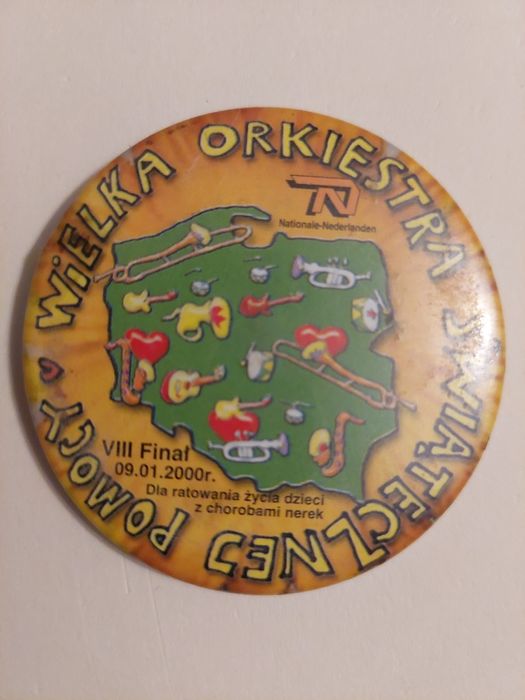 WiELKA ORKIESTRA ŚWIĄTECZNEJ POMOCY
Nationale-Nederlanden
VIII Finał
09.01.2000r.
Dla ratowania życia dzieci
z chorobami nerek